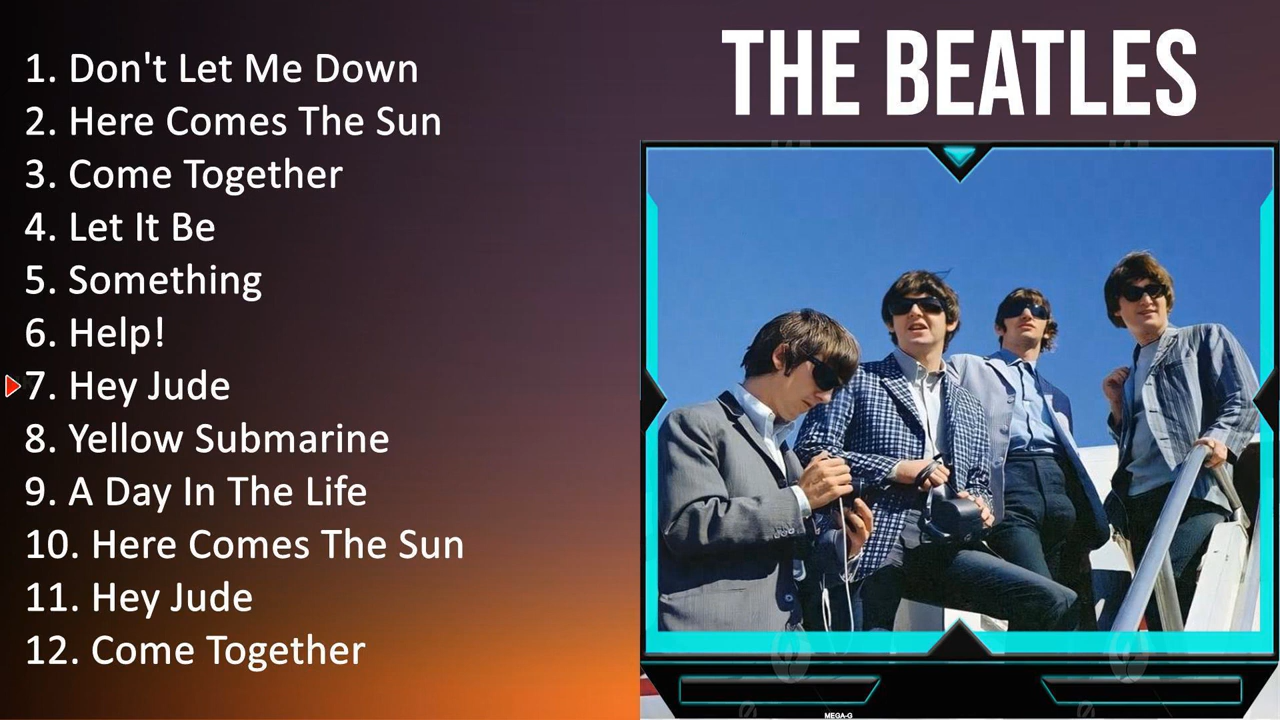 1. Don't Let Me Down
2. Here Comes The Sun
3. Come Together
4. Let It Be
5. Something
6. Help!
7. Hey Jude
8. Yellow Submarine
9. A Day In The Life
10. Here Comes The Sun
11. Hey Jude
12. Come Together
THE BEATLES
MEGA-G